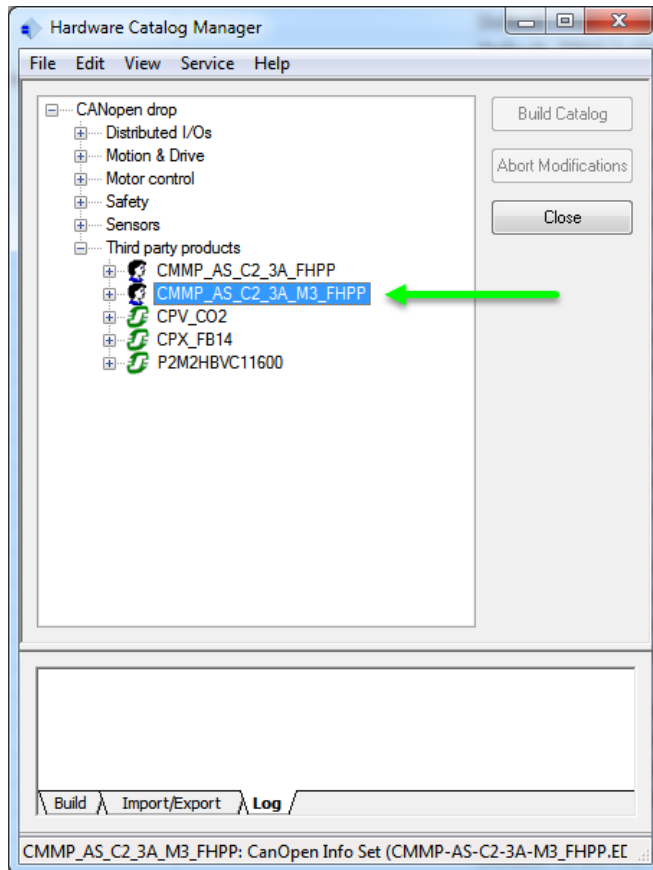 Hardware Catalog Manager
File Edit View Service Help
CANopen drop
Distributed I/Os
Motion & Drive
Motor control
Safety
Sensors
Third party products
CMMP_AS_C2_3A_FHPP
CMMP_AS_C2_3A_M3_FHPP
CPV_CO2
CPX_FB14
P2M2HBVC11600
Build Catalog
Abort Modifications
Close
Build Import/Export Log
CMMP_AS_C2_3A_M3_FHPP: CanOpen Info Set (CMMP-AS-C2-3A-M3_FHPP.ED